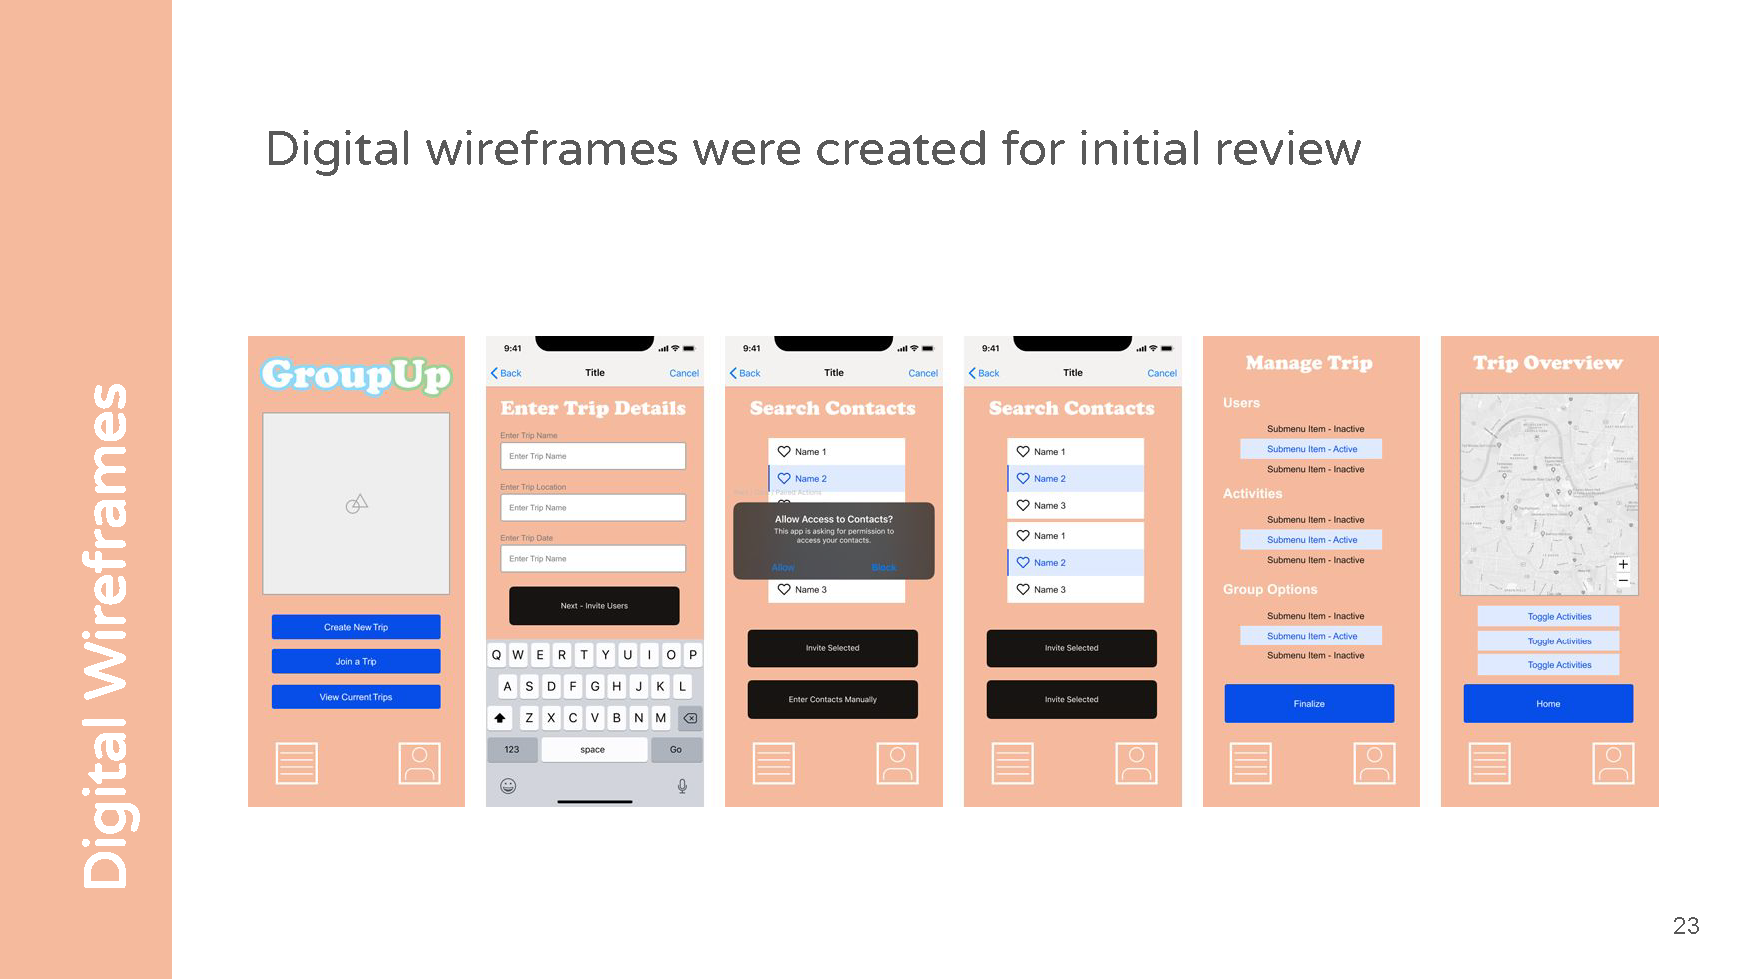 Digital Wireframes
Digital wireframes were created for initial review
GroupUp
Create New Trip
Join a Trip
View Current Trips
9:41
Back
Title
Cancel
Enter Trip Details
Enter Trip Name
Enter Trip Name
Enter Trip Location
Enter Trip Name
Enter Trip Date
Enter Trip Name
Next - Invite Users
Q W E R T Y U I O P
A S D F G H J K L
Z X C V B N M
123
space
Go
9:41
Back
Title
Cancel
Search Contacts
Name 1
Name 2
/ Paired Actions
Allow Access to Contacts?
This app is asking for permission to
access your contacts.
Allow
Block
Name 3
Invite Selected
Enter Contacts Manually
9:41
Back
Title
Cancel
Search Contacts
Name 1
Name 2
Name 3
Name 1
Name 2
Name 3
Invite Selected
Invite Selected
Manage Trip
Users
Submenu Item - Inactive
Submenu Item - Active
Submenu Item - Inactive
Activities
Submenu Item - Inactive
Submenu Item - Active
Submenu Item - Inactive
Group Options
Submenu Item - Inactive
Submenu Item - Active
Submenu Item - Inactive
Finalize
Trip Overview
+
−
Toggle Activities
Toggle Activities
Toggle Activities
Home
23